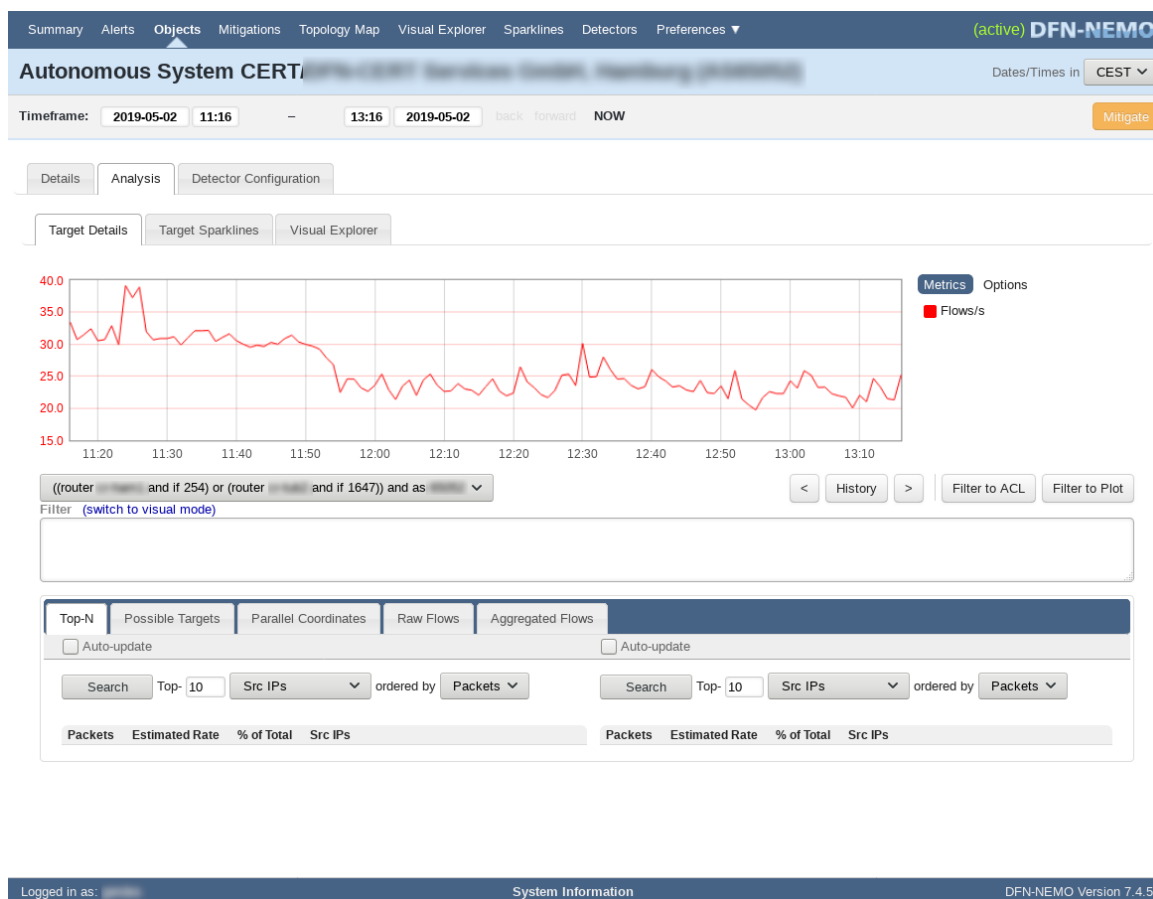 Summary Alerts Objects Mitigations Topology Map Visual Explorer Sparklines Detectors Preferences ▼ (active) DFN-NEMO
Autonomous System CERT/ Dates/Times in CEST
Timeframe: 2019-05-02 11:16 – 13:16 2019-05-02 back forward NOW Mitigate
Details Analysis Detector Configuration
Target Details Target Sparklines Visual Explorer
40.0
35.0
30.0
25.0
20.0
15.0
11:20 11:30 11:40 11:50 12:00 12:10 12:20 12:30 12:40 12:50 13:00 13:10
Metrics Options
Flows/s
((router and if 254) or (router and if 1647)) and as < History > Filter to ACL Filter to Plot
Filter (switch to visual mode)
Top-N Possible Targets Parallel Coordinates Raw Flows Aggregated Flows
Auto-update Auto-update
Search Top- 10 Src IPs ordered by Packets Search Top- 10 Src IPs ordered by Packets
Packets Estimated Rate % of Total Src IPs Packets Estimated Rate % of Total Src IPs
Logged in as: System Information DFN-NEMO Version 7.4.5